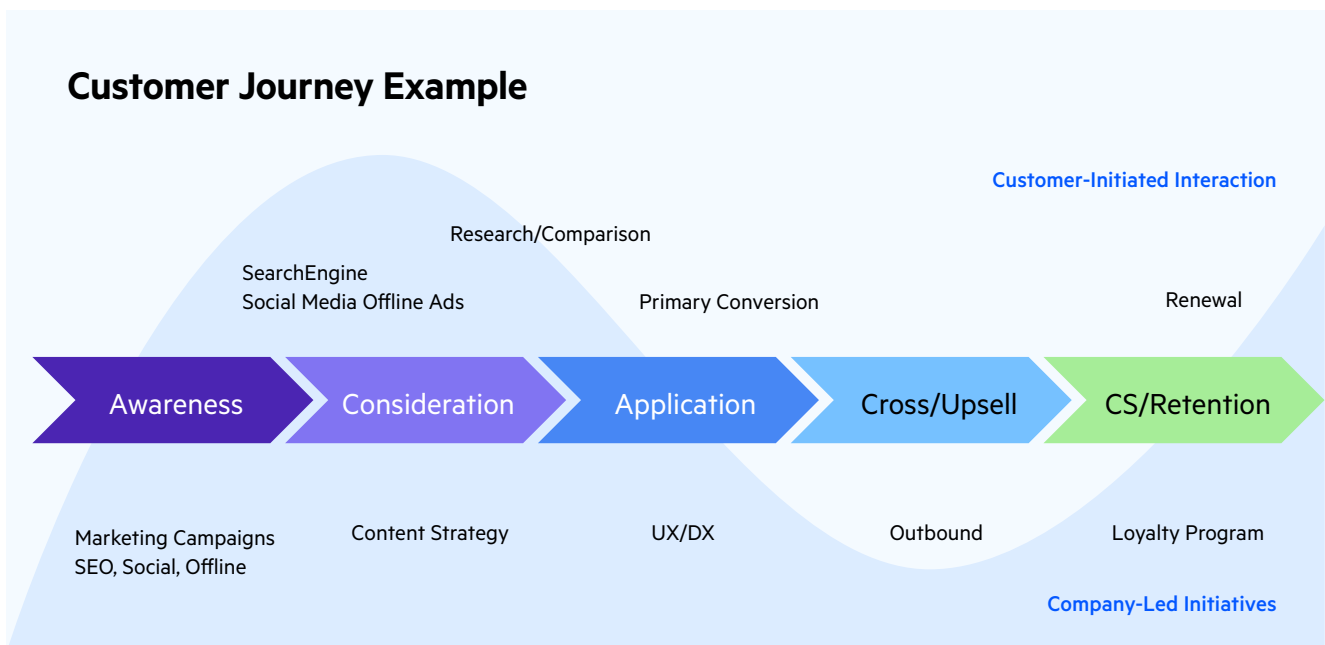 Customer Journey Example
Customer-Initiated Interaction
Research/Comparison
SearchEngine
Social Media Offline Ads
Primary Conversion
Renewal
Awareness
Consideration
Application
Cross/Upsell
CS/Retention
Marketing Campaigns
SEO, Social, Offline
Content Strategy
UX/DX
Outbound
Loyalty Program
Company-Led Initiatives